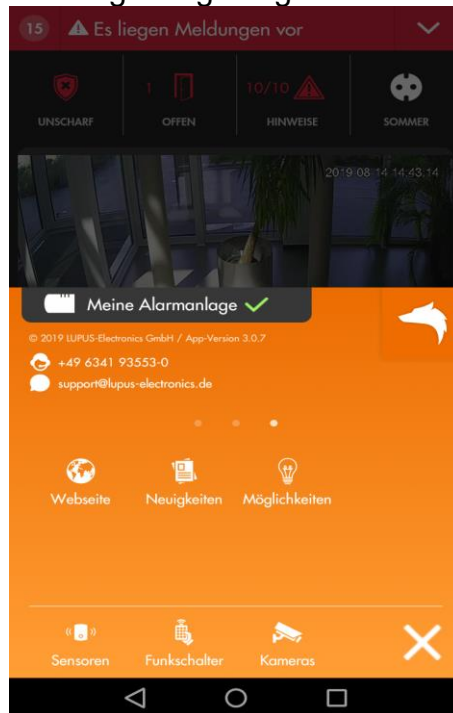 15 Es liegen Meldungen vor
1 10/10
UNSCHARF OFFEN HINWEISE SOMMER
2019-08-14 14:43:14
Meine Alarmanlage
© 2019 LUPUS-Electronics GmbH / App-Version 3.0.7
+49 6341 93553-0
support@lupus-electronics.de
Webseite Neuigkeiten Möglichkeiten
Sensoren Funkschalter Kameras